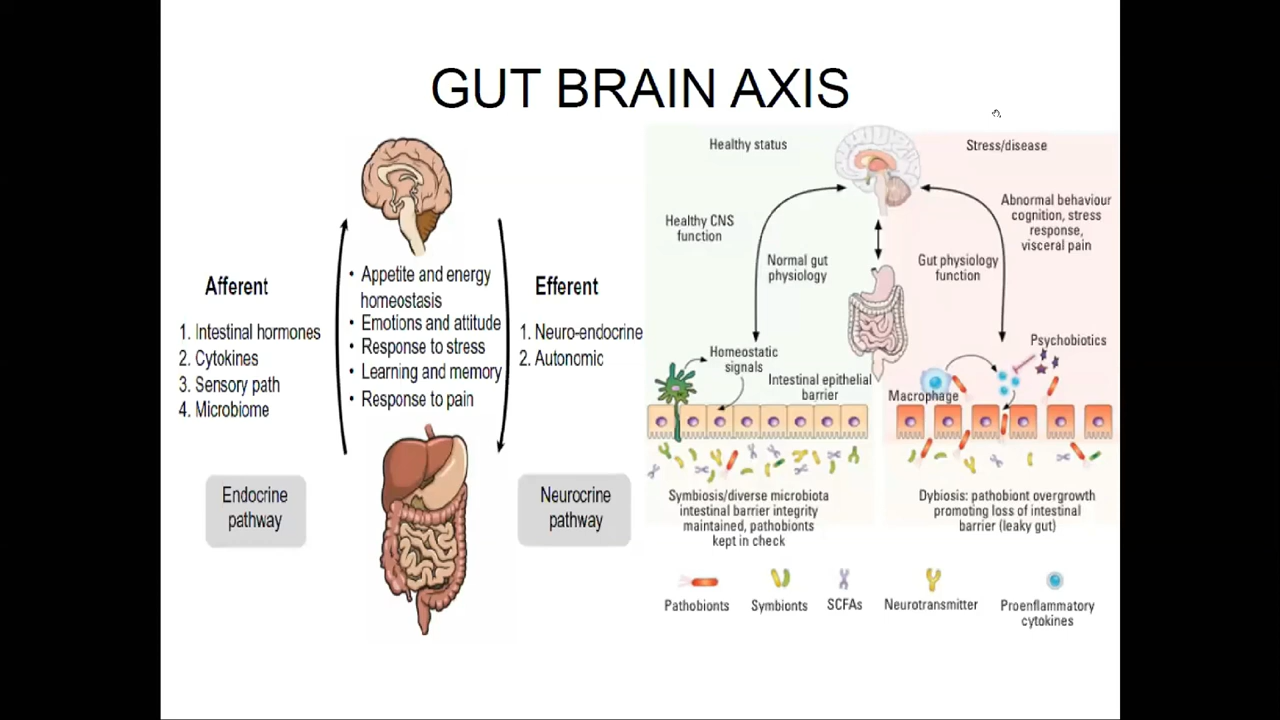 GUT BRAIN AXIS
Afferent
1. Intestinal hormones
2. Cytokines
3. Sensory path
4. Microbiome
• Appetite and energy
homeostasis
• Emotions and attitude
• Response to stress
• Learning and memory
• Response to pain
Efferent
1. Neuro-endocrine
2. Autonomic
Endocrine
pathway
Neurocrine
pathway
Healthy status
Healthy CNS
function
Normal gut
physiology
Homeostatic
signals
Intestinal epithelial
barrier
Symbiosis/diverse microbiota
intestinal barrier integrity
maintained, pathobionts
kept in check
Stress/disease
Abnormal behaviour
cognition, stress
response,
visceral pain
Gut physiology
function
Psychobiotics
Macrophage
Dybiosis: pathobiont overgrowth
promoting loss of intestinal
barrier (leaky gut)
Pathobionts
Symbionts
SCFAs
Neurotransmitter
Proenflammatory
cytokines